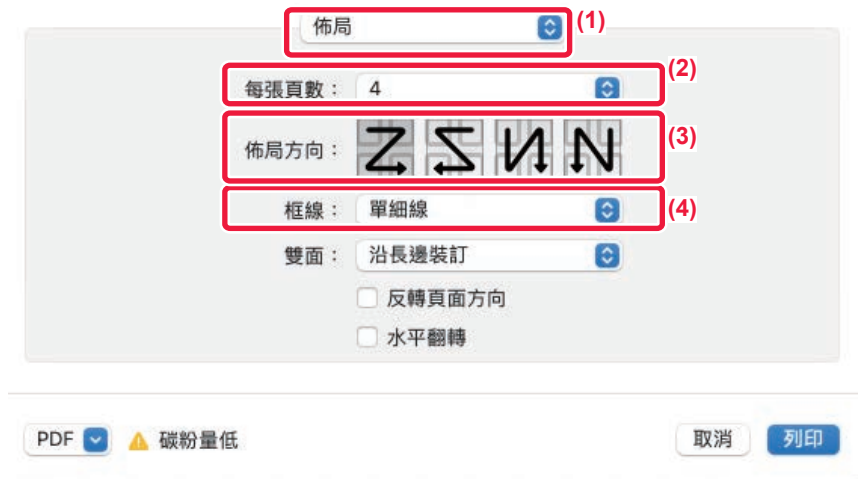 佈局 (1)
每張頁數： 4 (2)
佈局方向： (3)
框線： 單細線 (4)
雙面： 沿長邊裝訂
反轉頁面方向
水平翻轉
PDF 碳粉量低 取消 列印